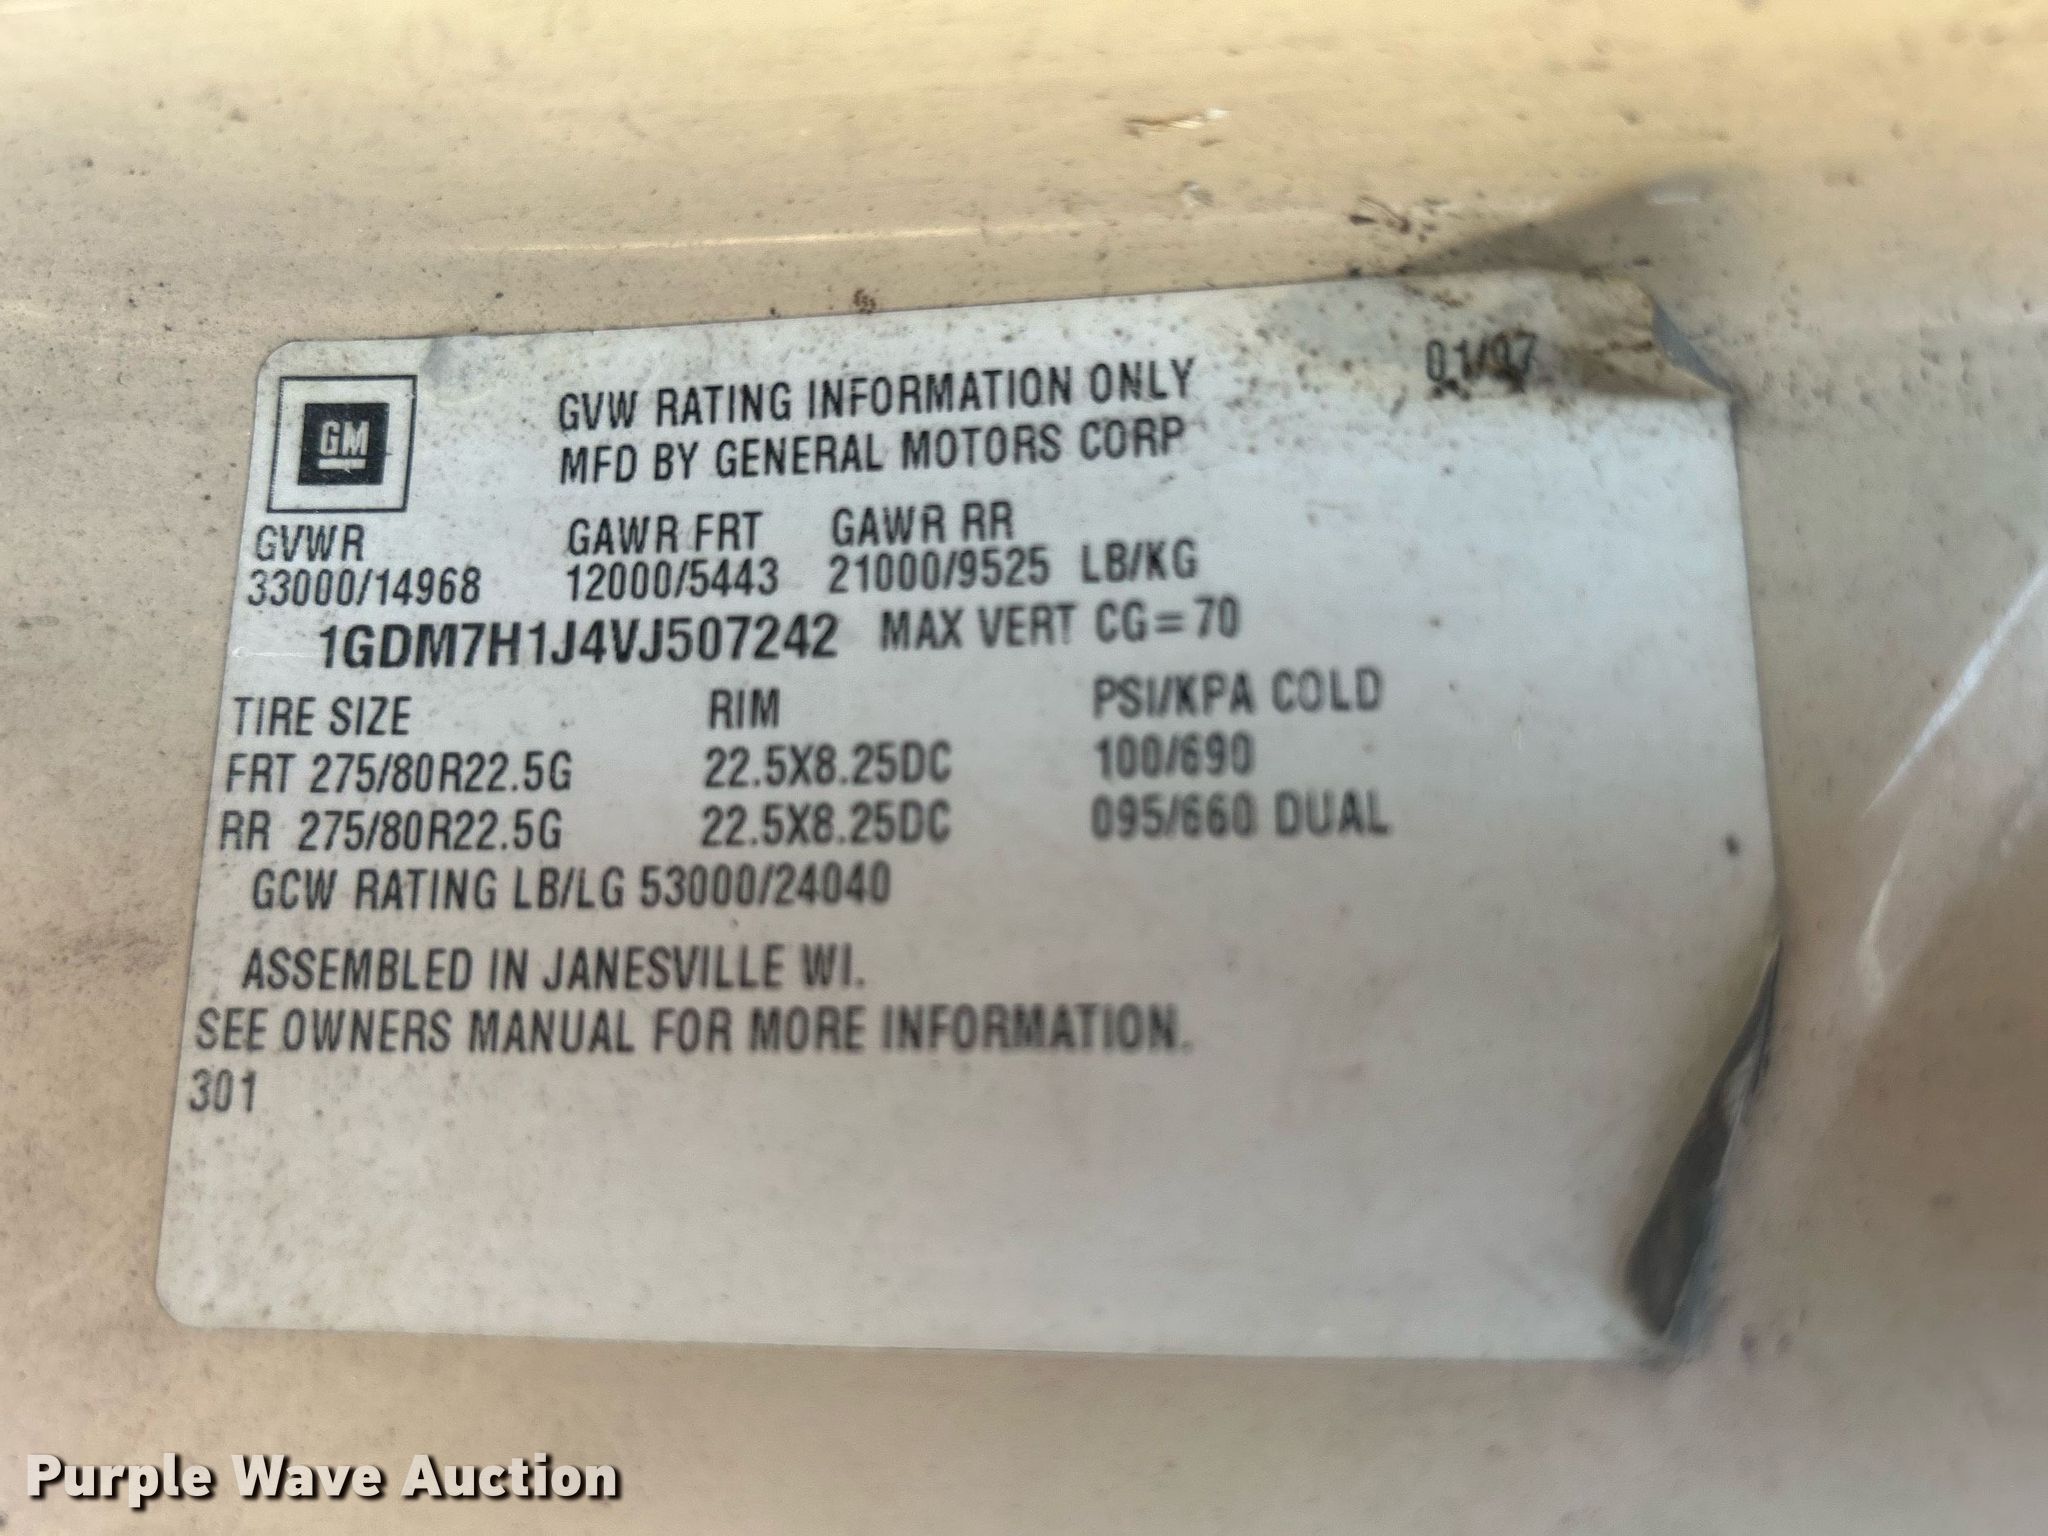 01/97
GM
GVW RATING INFORMATION ONLY
MFD BY GENERAL MOTORS CORP
GVWR GAWR FRT GAWR RR
33000/14968 12000/5443 21000/9525 LB/KG
1GDM7H1J4VJ507242 MAX VERT CG=70
TIRE SIZE RIM PSI/KPA COLD
FRT 275/80R22.5G 22.5X8.25DC 100/690
RR 275/80R22.5G 22.5X8.25DC 095/660 DUAL
GCW RATING LB/LG 53000/24040
ASSEMBLED IN JANESVILLE WI.
SEE OWNERS MANUAL FOR MORE INFORMATION.
301
Purple Wave Auction